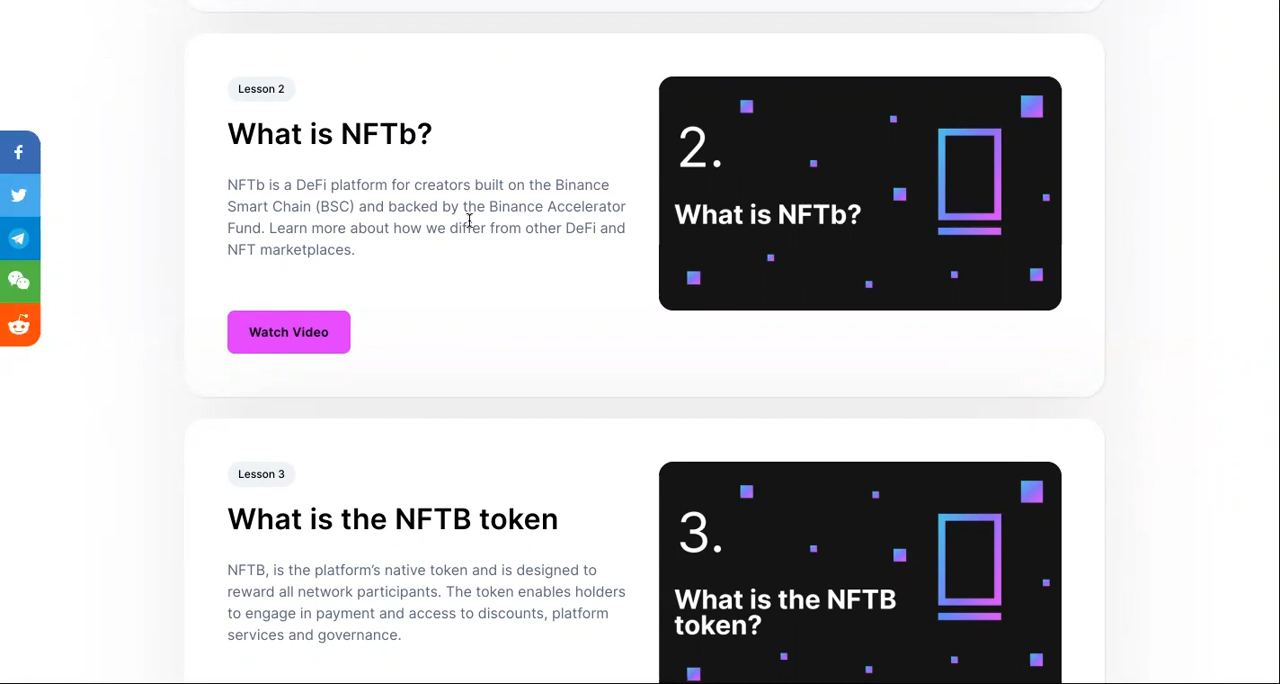 Lesson 2
What is NFTb?
NFTb is a DeFi platform for creators built on the Binance
Smart Chain (BSC) and backed by the Binance Accelerator
Fund. Learn more about how we differ from other DeFi and
NFT marketplaces.
Watch Video
2.
What is NFTb?
Lesson 3
What is the NFTB token
NFTB, is the platform’s native token and is designed to
reward all network participants. The token enables holders
to engage in payment and access to discounts, platform
services and governance.
3.
What is the NFTB
token?